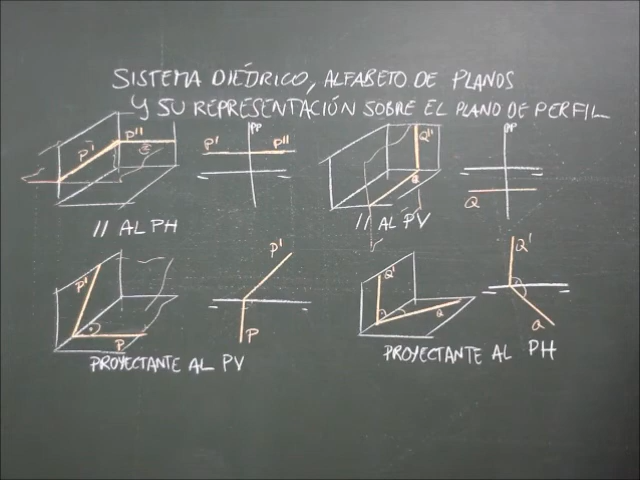 SISTEMA DIÉDRICO, ALFABETO DE PLANOS
Y SU REPRESENTACIÓN SOBRE EL PLANO DE PERFIL
P' P''
P' PP P''
Q''
Q
PP
Q
// AL PH
// AL PV
P'
P
P'
P
Q'
Q
Q'
Q
PROYECTANTE AL PV
PROYECTANTE AL PH